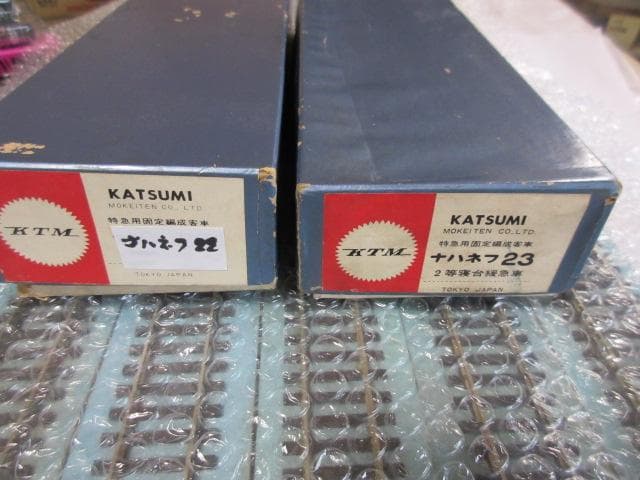 KATSUMI
MOKEITEN CO., LTD.
特急用固定編成客車
KTM
ナハネフ22
TOKYO JAPAN
KATSUMI
MOKEITEN CO., LTD.
特急用固定編成客車
KTM
ナハネフ23
2等寝台緩急車
TOKYO JAPAN